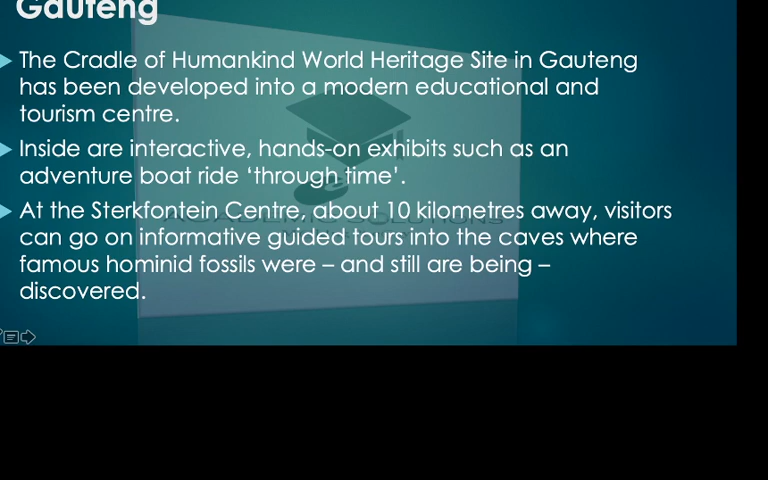 Gauteng
The Cradle of Humankind World Heritage Site in Gauteng
has been developed into a modern educational and
tourism centre.
Inside are interactive, hands-on exhibits such as an
adventure boat ride ‘through time’.
At the Sterkfontein Centre, about 10 kilometres away, visitors
can go on informative guided tours into the caves where
famous hominid fossils were – and still are being –
discovered.
ACADEMIC SOLUTIONS